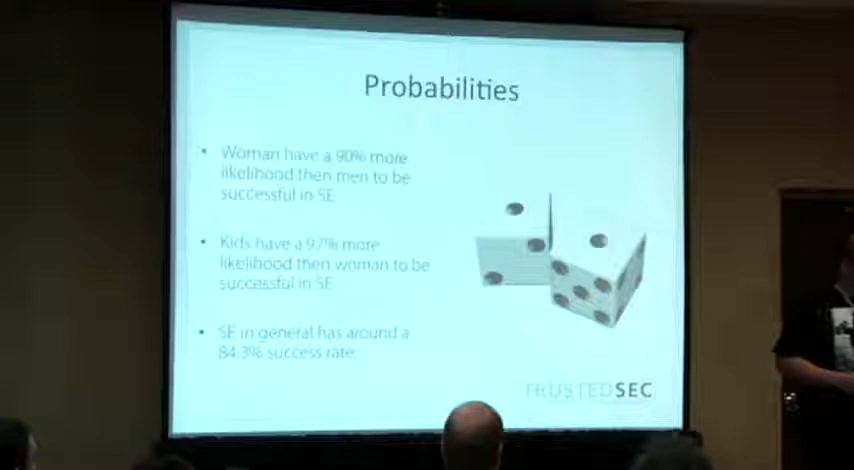 Probabilities
• Woman have a 90% more
likelihood then men to be
successful in SE
• Kids have a 97% more
likelihood then woman to be
successful in SE
• SE in general has around a
84.3% success rate
TRUSTEDSEC